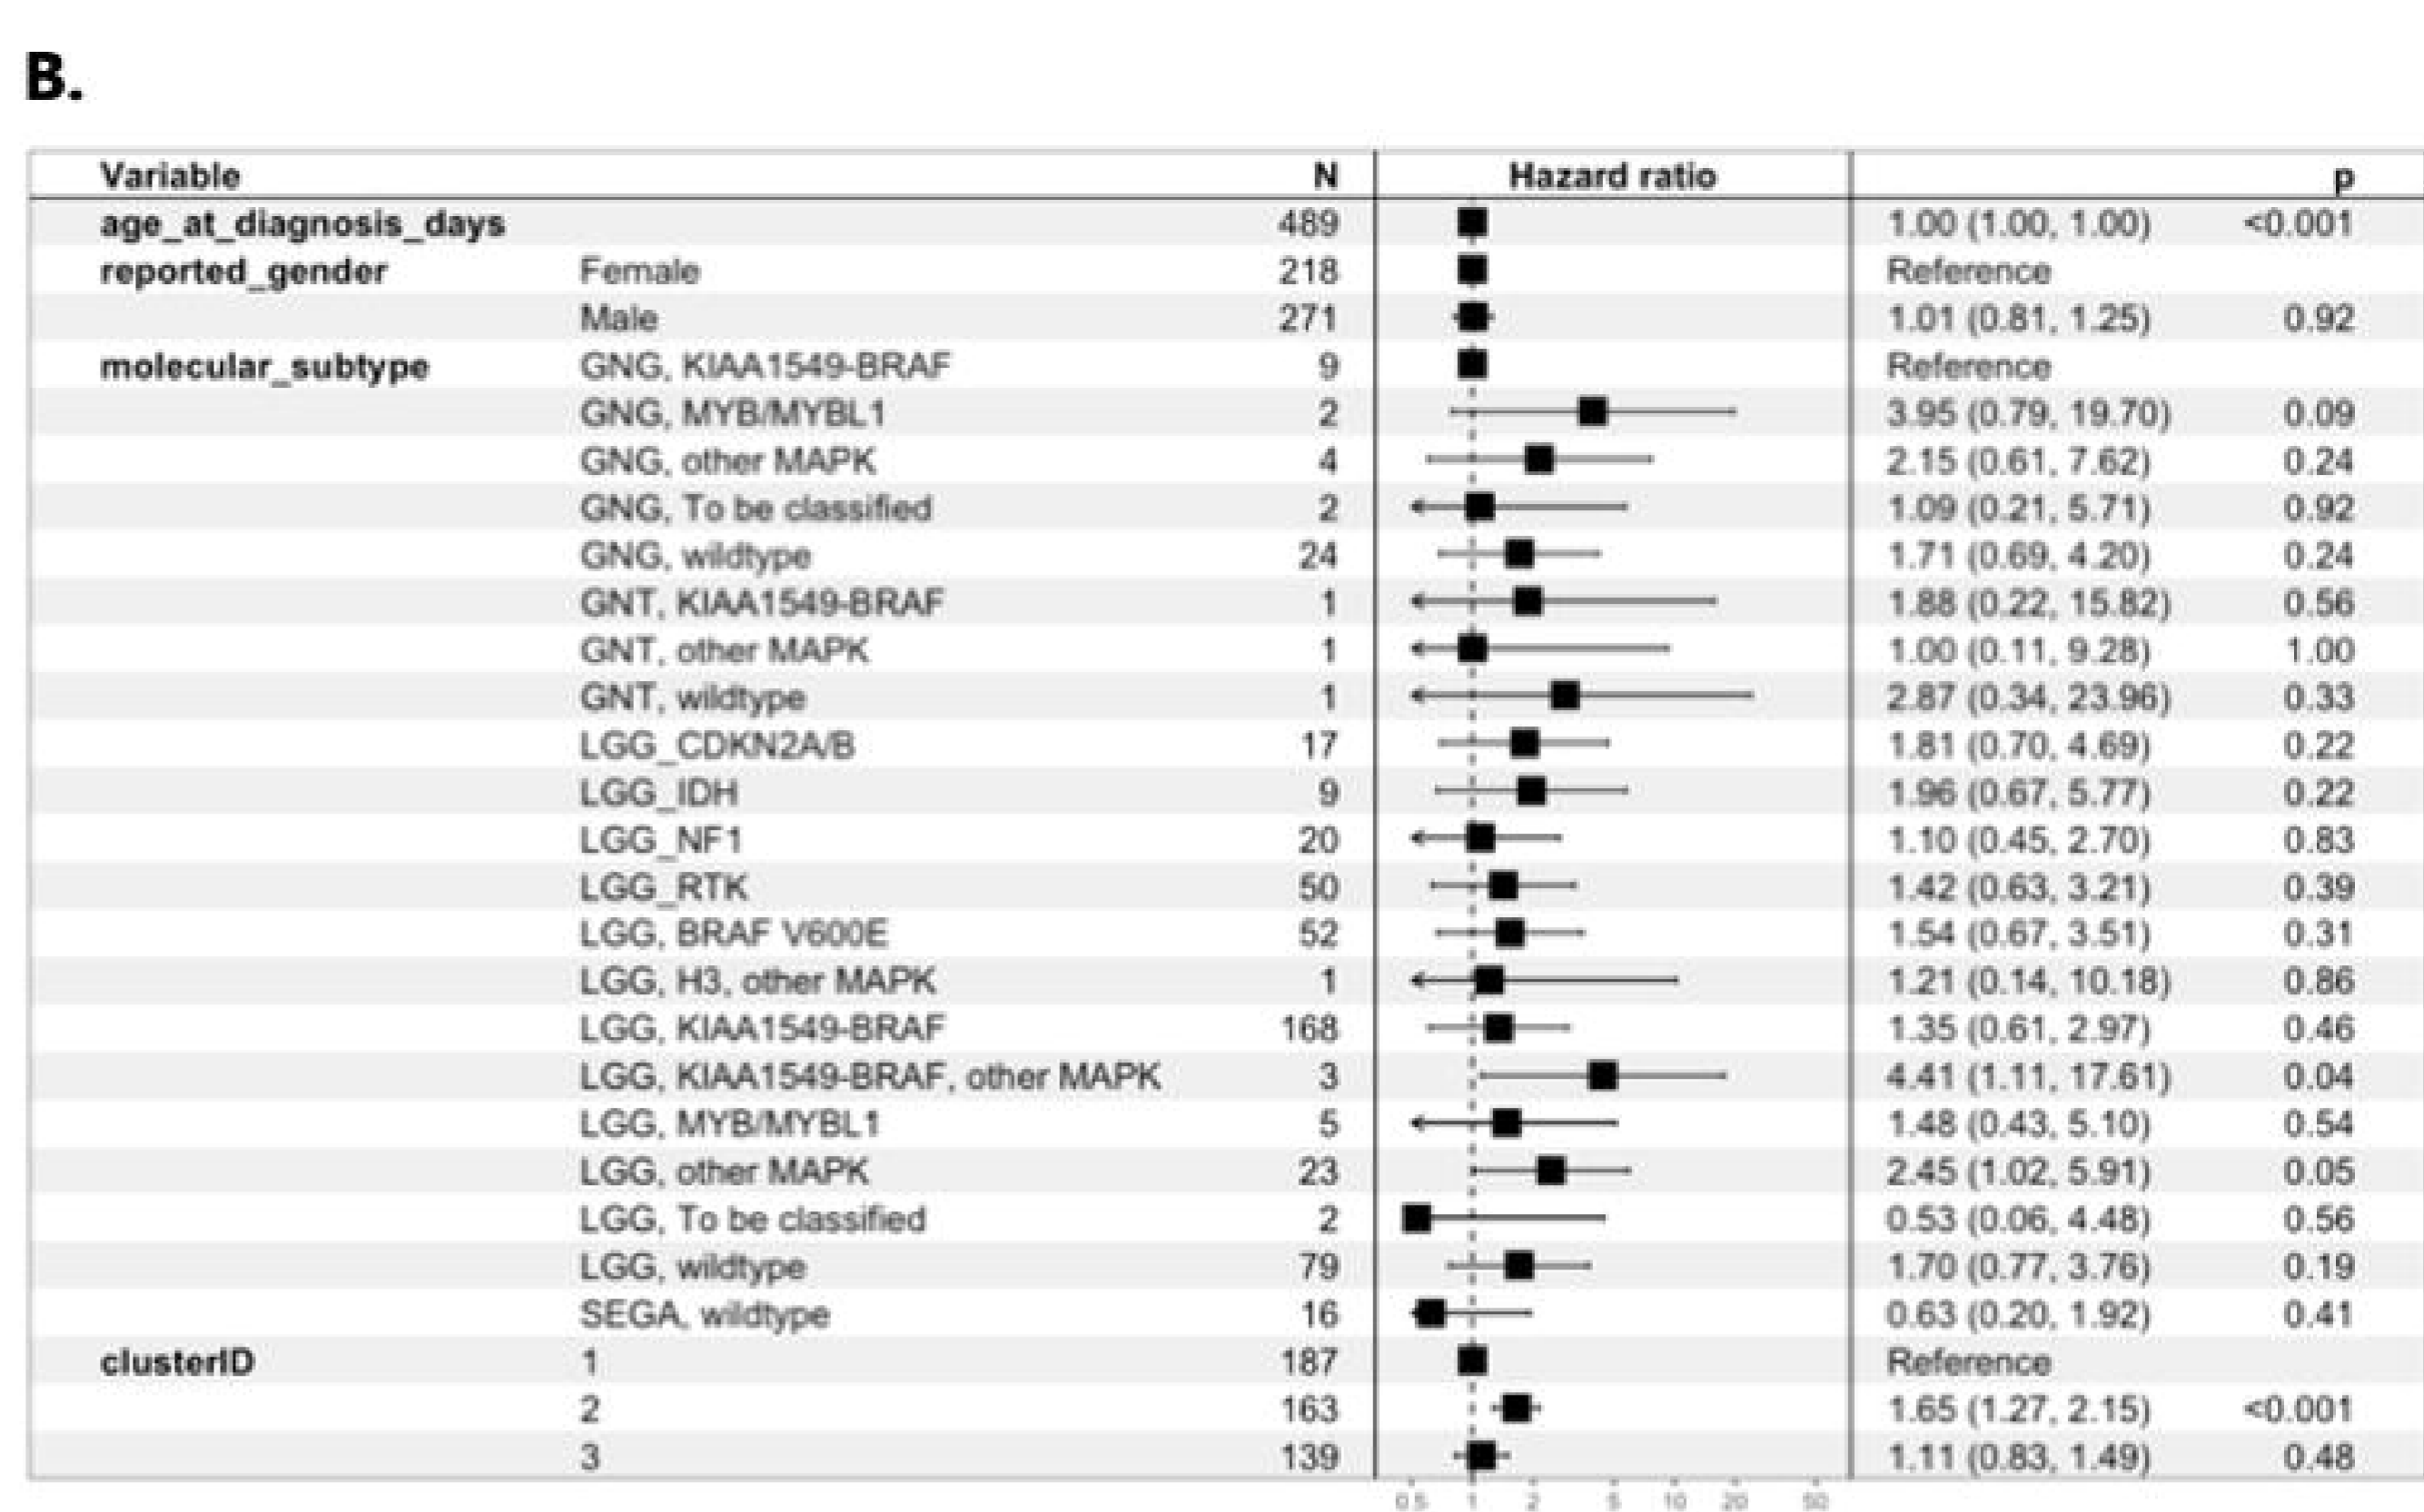 B.
Variable N Hazard ratio p
age_at_diagnosis_days 489 1.00 (1.00, 1.00) <0.001
reported_gender Female 218 Reference
Male 271 1.01 (0.81, 1.25) 0.92
molecular_subtype GNG, KIAA1549-BRAF 9 Reference
GNG, MYB/MYBL1 2 3.95 (0.79, 19.70) 0.09
GNG, other MAPK 4 2.15 (0.61, 7.62) 0.24
GNG, To be classified 2 1.09 (0.21, 5.71) 0.92
GNG, wildtype 24 1.71 (0.69, 4.20) 0.24
GNT, KIAA1549-BRAF 1 1.88 (0.22, 15.82) 0.56
GNT, other MAPK 1 1.00 (0.11, 9.28) 1.00
GNT, wildtype 1 2.87 (0.34, 23.96) 0.33
LGG_CDKN2A/B 17 1.81 (0.70, 4.69) 0.22
LGG_IDH 9 1.96 (0.67, 5.77) 0.22
LGG_NF1 20 1.10 (0.45, 2.70) 0.83
LGG_RTK 50 1.42 (0.63, 3.21) 0.39
LGG, BRAF V600E 52 1.54 (0.67, 3.51) 0.31
LGG, H3, other MAPK 1 1.21 (0.14, 10.18) 0.86
LGG, KIAA1549-BRAF 168 1.35 (0.61, 2.97) 0.46
LGG, KIAA1549-BRAF, other MAPK 3 4.41 (1.11, 17.61) 0.04
LGG, MYB/MYBL1 5 1.48 (0.43, 5.10) 0.54
LGG, other MAPK 23 2.45 (1.02, 5.91) 0.05
LGG, To be classified 2 0.53 (0.06, 4.48) 0.56
LGG, wildtype 79 1.70 (0.77, 3.76) 0.19
SEGA, wildtype 16 0.63 (0.20, 1.92) 0.41
clusterID 1 187 Reference
2 163 1.65 (1.27, 2.15) <0.001
3 139 1.11 (0.83, 1.49) 0.48
0.5 1 2 5 10 20 50